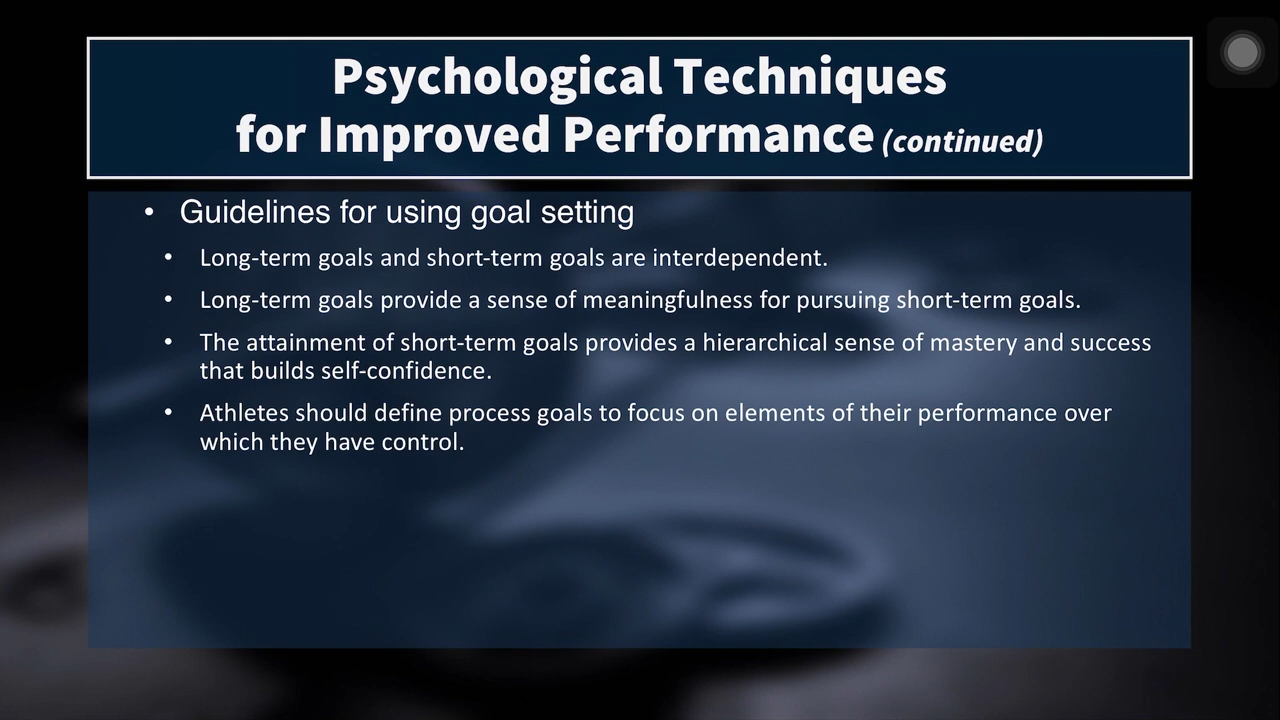 Psychological Techniques
for Improved Performance (continued)
• Guidelines for using goal setting
• Long-term goals and short-term goals are interdependent.
• Long-term goals provide a sense of meaningfulness for pursuing short-term goals.
• The attainment of short-term goals provides a hierarchical sense of mastery and success
that builds self-confidence.
• Athletes should define process goals to focus on elements of their performance over
which they have control.